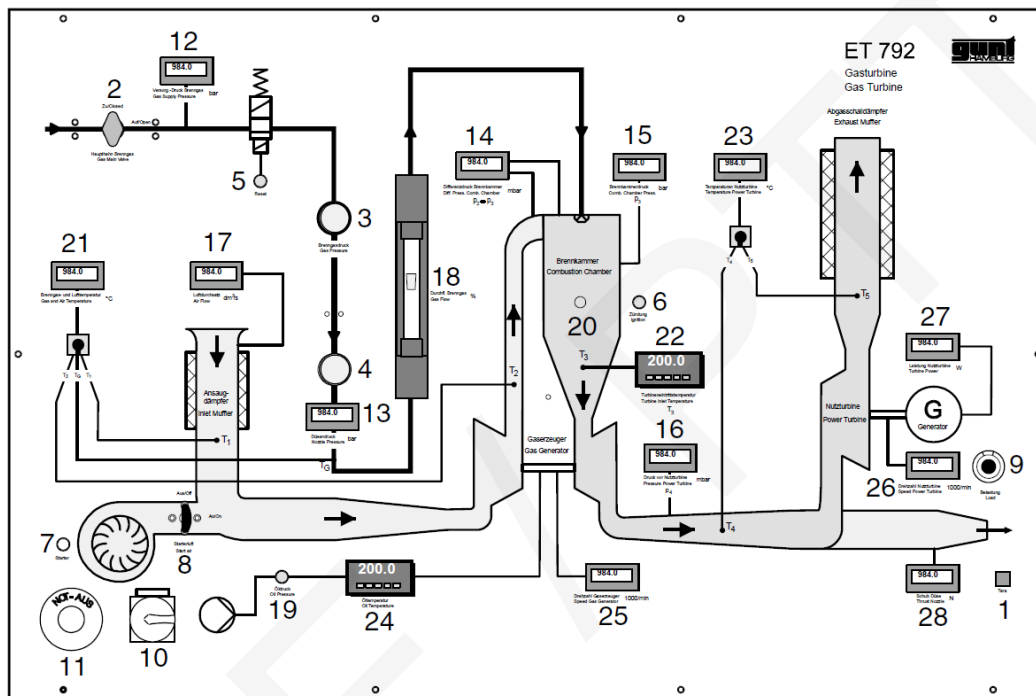 ET 792
Gasturbine
Gas Turbine
gunt
HAMBURG
12
984.0
Versorg.-Druck Brenngas
Gas Supply Pressure
bar
2
Zu/Closed
Auf/Open
Haupthahn Brenngas
Gas Main Valve
5
Reset
3
Brenngasdruck
Gas Pressure
14
984.0
Differenzdruck Brennkammer
Diff. Press. Comb. Chamber
mbar
p2 p3
15
984.0
Brennkammerdruck
Comb. Chamber Press.
bar
p3
23
984.0
Temperaturen Nutzturbine
Temperature Power Turbine
°C
T4
T5
Abgasschalldämpfer
Exhaust Muffler
21
984.0
Brenngas- und Lufttemperatur
Gas and Air Temperature
°C
T2
TG
T1
17
984.0
Luftdurchsatz
Air Flow
dm³/s
18
Durchfl. Brenngas
Gas Flow
%
Brennkammer
Combustion Chamber
20
6
Zündung
Ignition
T5
4
13
984.0
Düsendruck
Nozzle Pressure
bar
TG
Ansaug-
dämpfer
Inlet Muffler
T1
T2
T3
22
200.0
Turbineneintrittstemperatur
Turbine Inlet Temperature
T3
27
984.0
Leistung Nutzturbine
Turbine Power
W
Nutzturbine
Power Turbine
G
Generator
26
984.0
Drehzahl Nutzturbine
Speed Power Turbine
1000/min
9
Belastung
Load
Gaserzeuger
Gas Generator
16
984.0
Druck vor Nutzturbine
Pressure Power Turbine
mbar
P4
T4
7
Starter
Aus/Off
Auf/On
Starterluft
Start air
8
NOT-AUS
11
10
19
Öldruck
Oil Pressure
200.0
Öltemperatur
Oil Temperature
24
984.0
Drehzahl Gaserzeuger
Speed Gas Generator
1000/min
25
984.0
Schub Düse
Thrust Nozzle
N
28
Tara
1